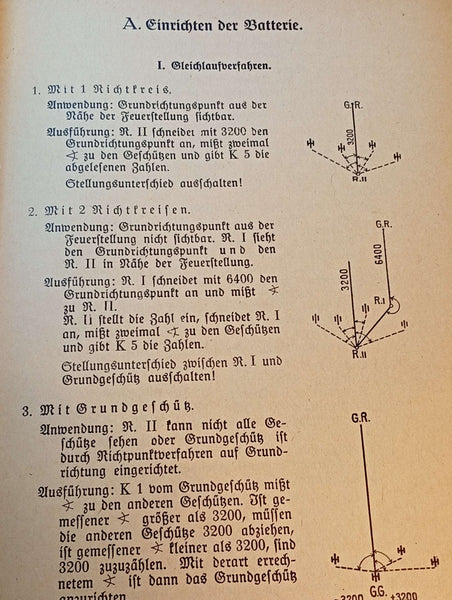 A. Einrichten der Batterie.
I. Gleichlaufverfahren.
1. Mit 1 Richtkreis.
Anwendung: Grundrichtungspunkt aus der
Nähe der Feuerstellung sichtbar.
Ausführung: R. II schneidet mit 3200 den
Grundrichtungspunkt an, mißt zweimal
∢ zu den Geschützen und gibt K 5 die
abgelesenen Zahlen.
Stellungsunterschied ausschalten!
G.R.
3200
R.II
2. Mit 2 Richtkreisen.
Anwendung: Grundrichtungspunkt aus der
Feuerstellung nicht sichtbar. R. I sieht
den Grundrichtungspunkt und den
R. II in Nähe der Feuerstellung.
Ausführung: R. I schneidet mit 6400 den
Grundrichtungspunkt an und mißt ∢
zu R. II.
R. II stellt die Zahl ein, schneidet R. I
an, mißt zweimal ∢ zu den Geschützen
und gibt K 5 die Zahlen.
Stellungsunterschied zwischen R. I und
Grundgeschütz ausschalten!
G.R.
6400
3200
R.I
R.II
3. Mit Grundgeschütz.
Anwendung: R. II kann nicht alle Ge-
schütze sehen oder Grundgeschütz ist
durch Richtpunktverfahren auf Grund-
richtung eingerichtet.
Ausführung: K 1 vom Grundgeschütz mißt
∢ zu den anderen Geschützen. Ist ge-
messener ∢ größer als 3200, müssen
die anderen Geschütze 3200 abziehen,
ist gemessener ∢ kleiner als 3200, sind
3200 zuzuzählen. Mit derart errech-
netem ∢ ist dann das Grundgeschütz
anzurichten.
G.R.
G.G.
-3200 +3200